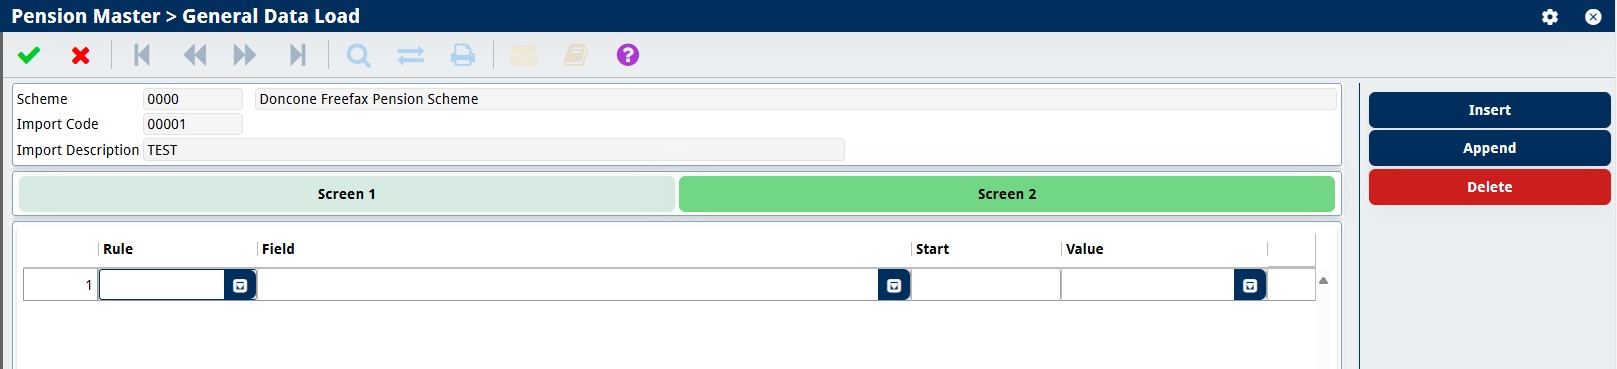 Pension Master > General Data Load
Scheme 0000 Doncone Freefax Pension Scheme
Import Code 00001
Import Description TEST
Screen 1 Screen 2
Rule Field Start Value
1
Insert
Append
Delete